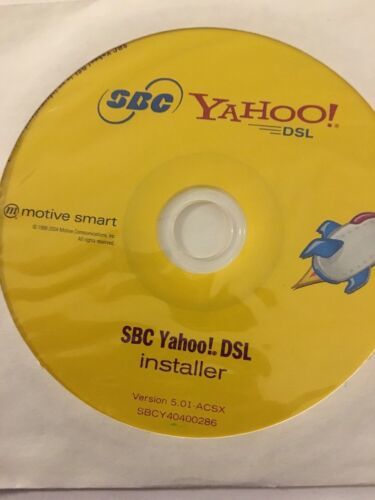 SBC YAHOO!®
DSL
m motive smart
© 1998-2004 Motive Communications, Inc.
All rights reserved.
SBC Yahoo!® DSL
installer
Version 5.01-ACSX
SBCY40400286